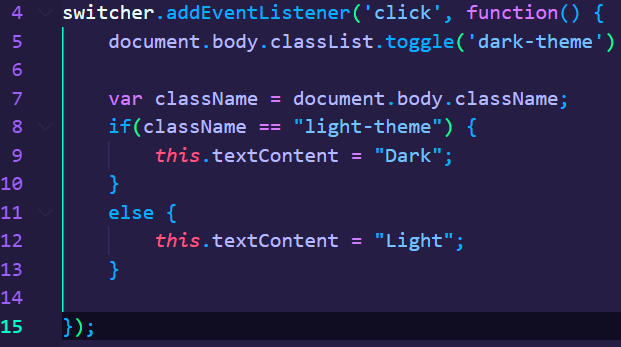 4 switcher.addEventListener('click', function() {
5     document.body.classList.toggle('dark-theme')
6
7     var className = document.body.className;
8     if(className == "light-theme") {
9         this.textContent = "Dark";
10     }
11     else {
12         this.textContent = "Light";
13     }
14
15 });